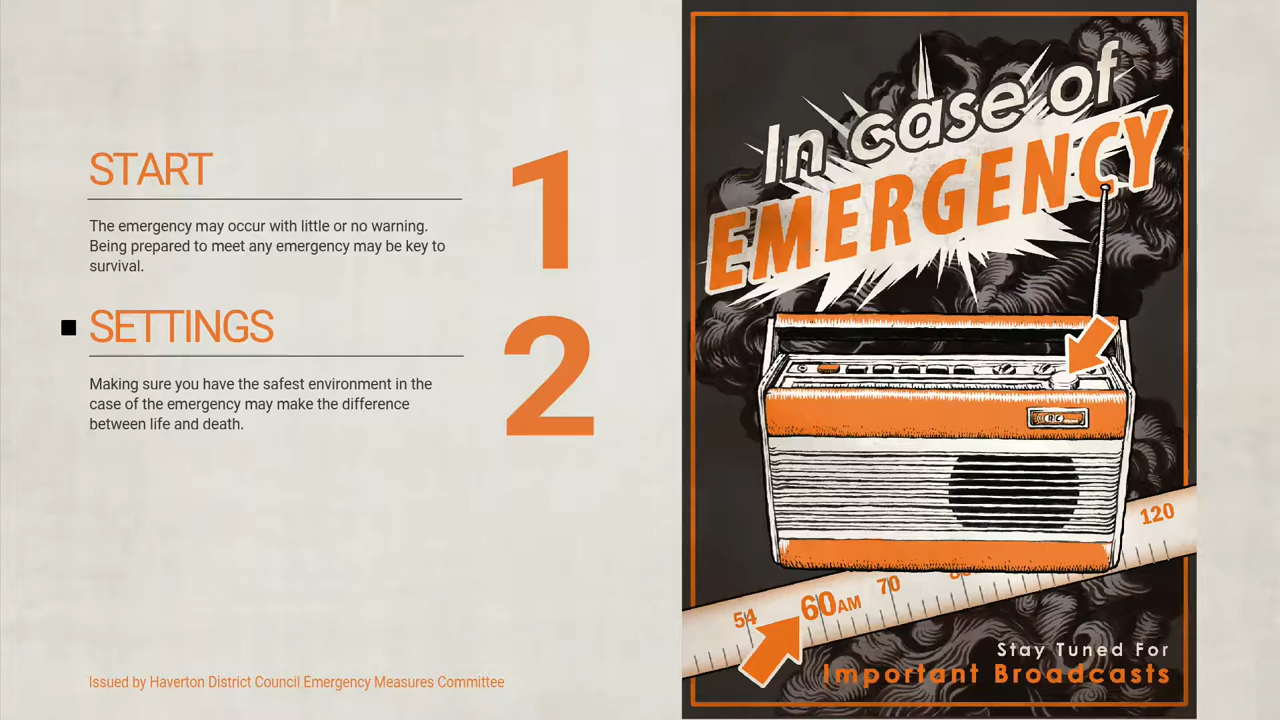 START
1
The emergency may occur with little or no warning.
Being prepared to meet any emergency may be key to
survival.
SETTINGS
2
Making sure you have the safest environment in the
case of the emergency may make the difference
between life and death.
Issued by Haverton District Council Emergency Measures Committee
In case of
EMERGENCY
120
70
60AM
54
Stay Tuned For
Important Broadcasts